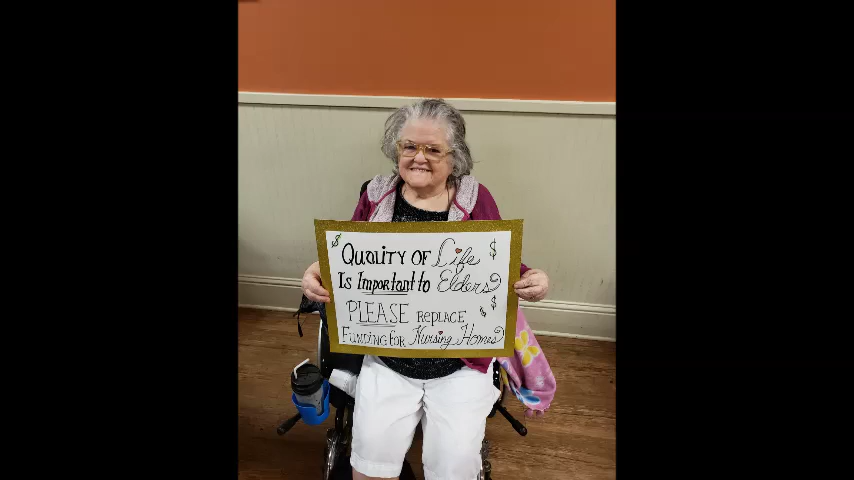 $ QUALITY OF Life $
Is Important to Elders
PLEASE REPLACE $ $
FUNDING FOR Nursing Homes